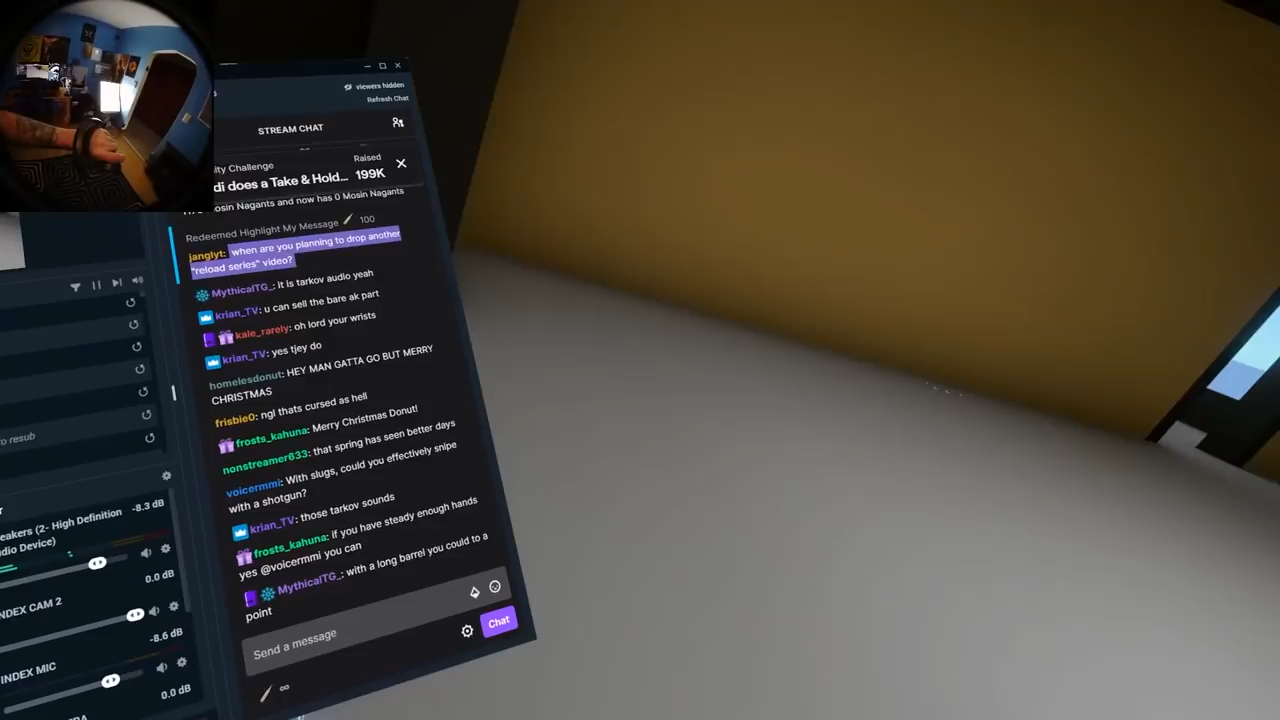 viewers hidden
Refresh Chat
STREAM CHAT
ity Challenge
Raised
di does a Take & Hold...
199K
osin Nagants and now has 0 Mosin Nagants
Redeemed Highlight My Message 100
janglyt: when are you planning to drop another
"reload series" video?
MythicalTG_: it is tarkov audio yeah
krian_TV: u can sell the bare ak part
kale_rarely: oh lord your wrists
krian_TV: yes tjey do
homelesdonut: HEY MAN GATTA GO BUT MERRY
CHRISTMAS
frisbie0: ngl thats cursed as hell
frosts_kahuna: Merry Christmas Donut!
nonstreamer633: that spring has seen better days
voicermmi: With slugs, could you effectively snipe
with a shotgun?
krian_TV: those tarkov sounds
frosts_kahuna: if you have steady enough hands
yes @voicermmi you can
MythicalTG_: with a long barrel you could to a
point
Send a message
Chat
∞
o resub
eakers (2- High Definition
udio Device)
-8.3 dB
0.0 dB
NDEX CAM 2
-8.6 dB
INDEX MIC
0.0 dB